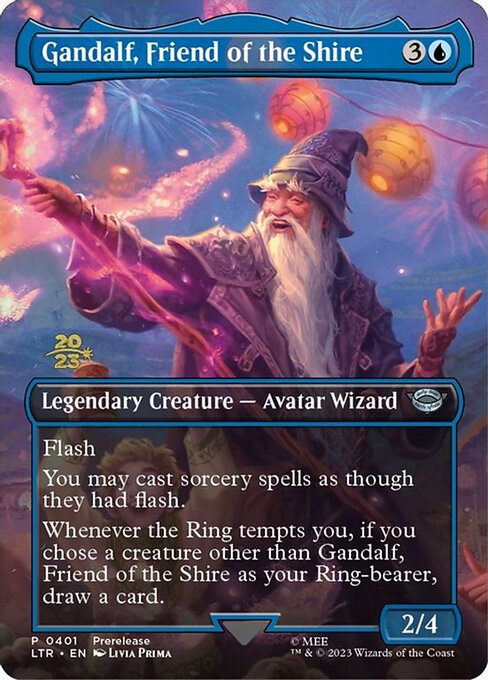 Gandalf, Friend of the Shire 3
20
23
Legendary Creature — Avatar Wizard
Flash
You may cast sorcery spells as though
they had flash.
Whenever the Ring tempts you, if you
chose a creature other than Gandalf,
Friend of the Shire as your Ring-bearer,
draw a card.
2/4
P 0401 Prerelease
LTR • EN Livia Prima
© MEE
™ & © 2023 Wizards of the Coast